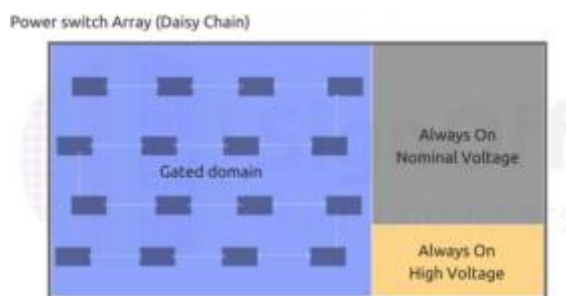 Power switch Array (Daisy Chain)
Always On
Nominal Voltage
Gated domain
Always On
High Voltage